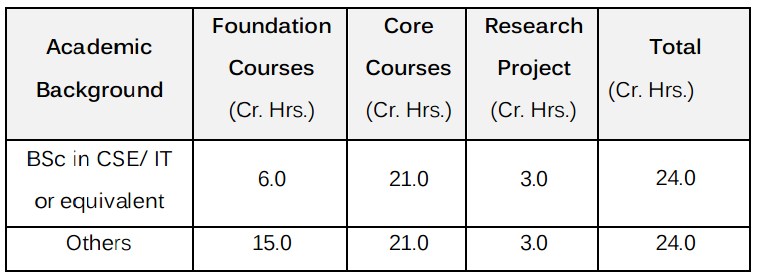 Academic Background
Foundation Courses (Cr. Hrs.)
Core Courses (Cr. Hrs.)
Research Project (Cr. Hrs.)
Total (Cr. Hrs.)
BSc in CSE/ IT or equivalent
6.0
21.0
3.0
24.0
Others
15.0
21.0
3.0
24.0